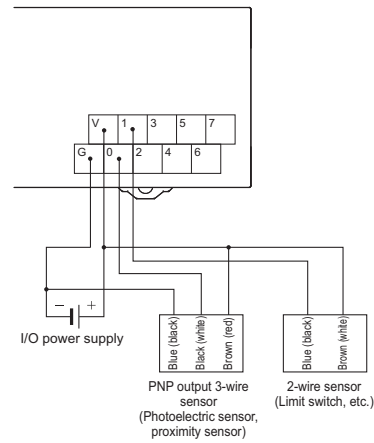 V 1 3 5 7
G 0 2 4 6
− +
I/O power supply
Blue (black)
Black (white)
Brown (red)
Blue (black)
Brown (white)
PNP output 3-wire
sensor
(Photoelectric sensor,
proximity sensor)
2-wire sensor
(Limit switch, etc.)